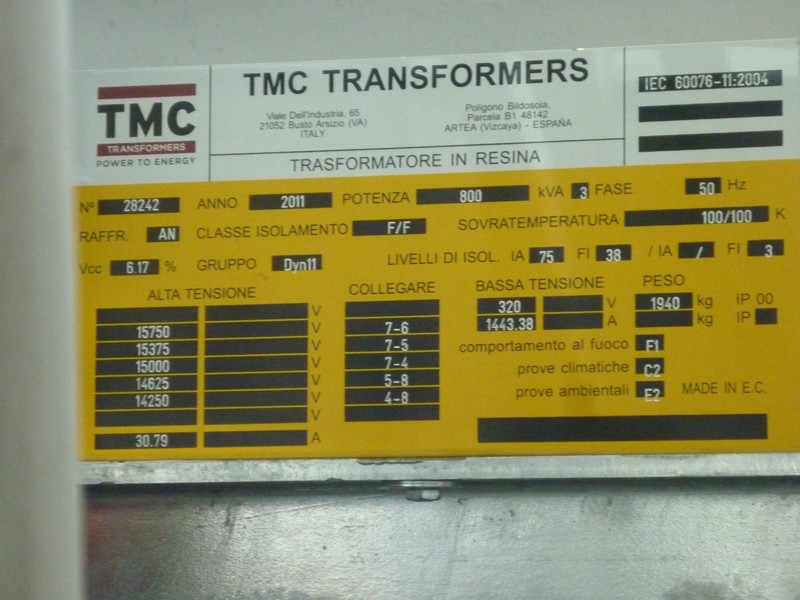 TMC
TRANSFORMERS
POWER TO ENERGY
TMC TRANSFORMERS
Viale Dell'Industria, 65
21052 Busto Arsizio (VA)
ITALY
Poligono Bildosola,
Parcela B1 48142
ARTEA (Vizcaya) - ESPAÑA
TRASFORMATORE IN RESINA
IEC 60076-11:2004
Nº 28242 ANNO 2011 POTENZA 800 kVA 3 FASE 50 Hz
RAFFR. AN CLASSE ISOLAMENTO F/F SOVRATEMPERATURA 100/100 K
Vcc 6.17 % GRUPPO Dyn11 LIVELLI DI ISOL. IA 75 FI 38 / IA / FI 3
ALTA TENSIONE COLLEGARE BASSA TENSIONE PESO
V 320 V 1940 kg IP 00
15750 V 7-6 1443.38 A kg IP
15375 V 7-5 comportamento al fuoco F1
15000 V 7-4 prove climatiche C2
14625 V 5-8 prove ambientali E2 MADE IN E.C.
14250 V 4-8
V
30.79 A